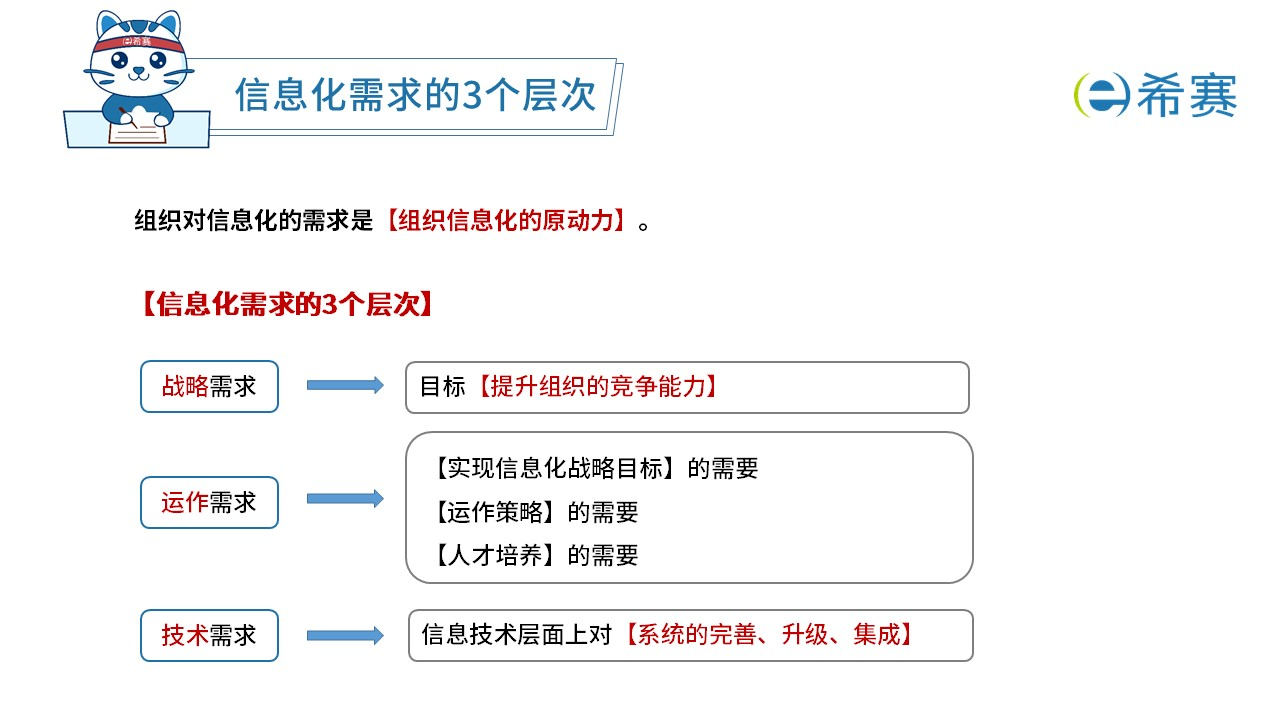 信息化需求的3个层次
希赛
希赛
组织对信息化的需求是【组织信息化的原动力】。
【信息化需求的3个层次】
战略需求
目标【提升组织的竞争能力】
运作需求
【实现信息化战略目标】的需要
【运作策略】的需要
【人才培养】的需要
技术需求
信息技术层面上对【系统的完善、升级、集成】